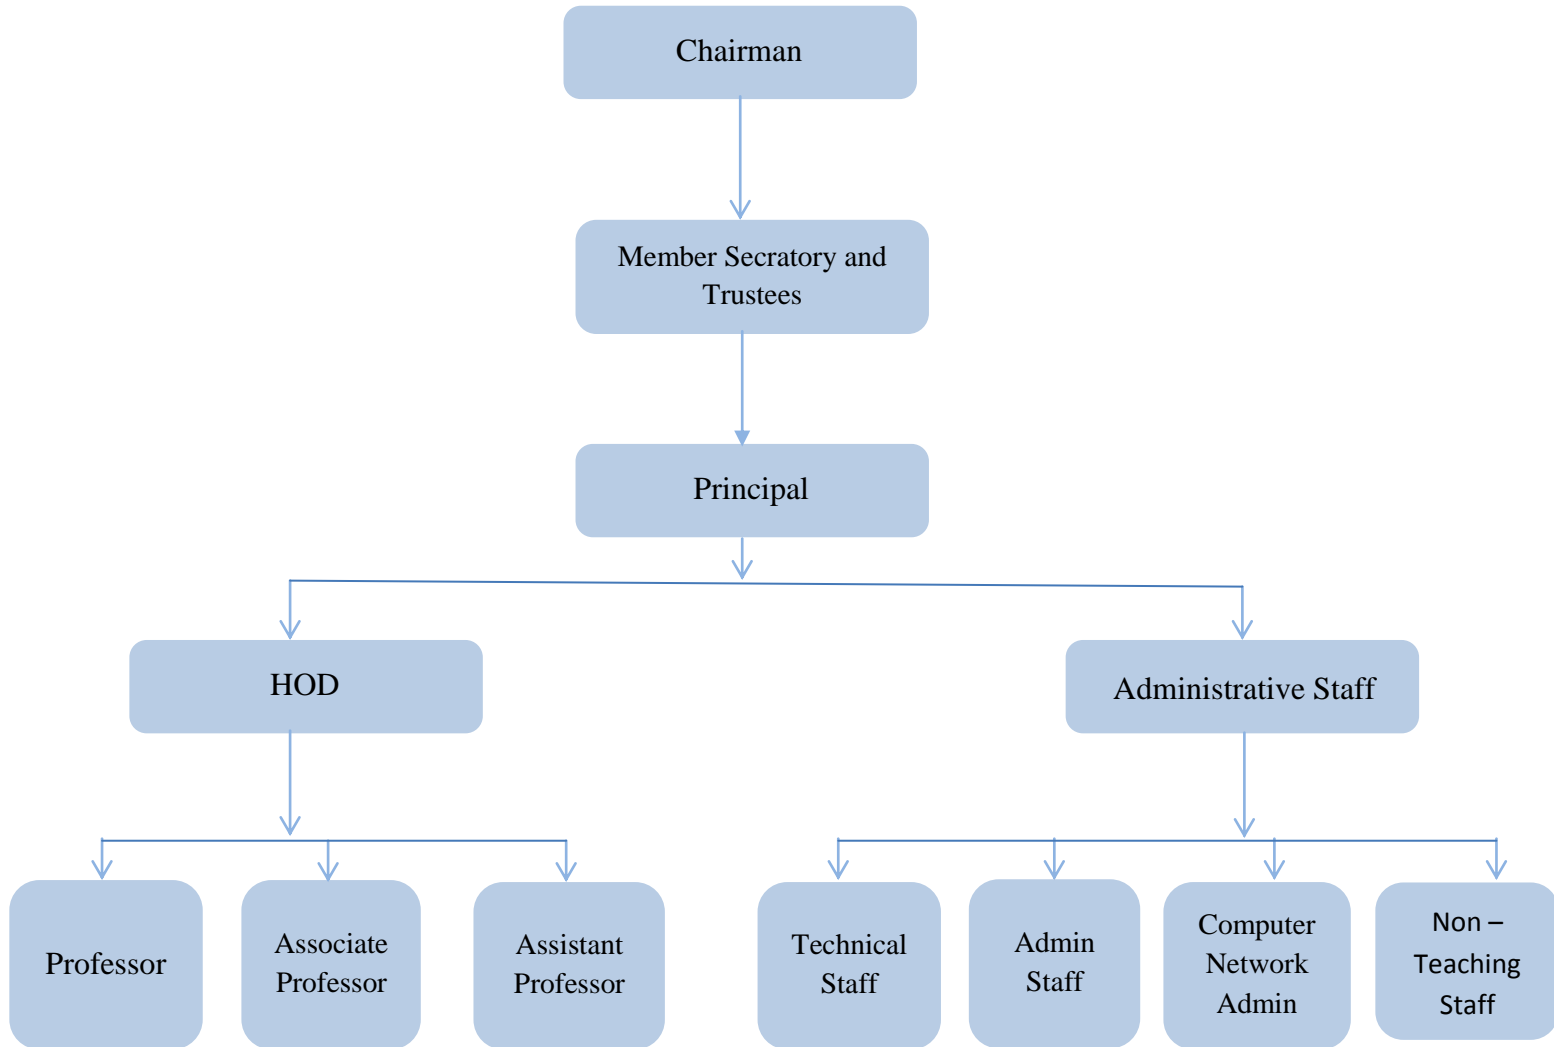 Chairman
Member Secratory and
Trustees
Principal
HOD
Administrative Staff
Professor
Associate
Professor
Assistant
Professor
Technical
Staff
Admin
Staff
Computer
Network
Admin
Non –
Teaching
Staff